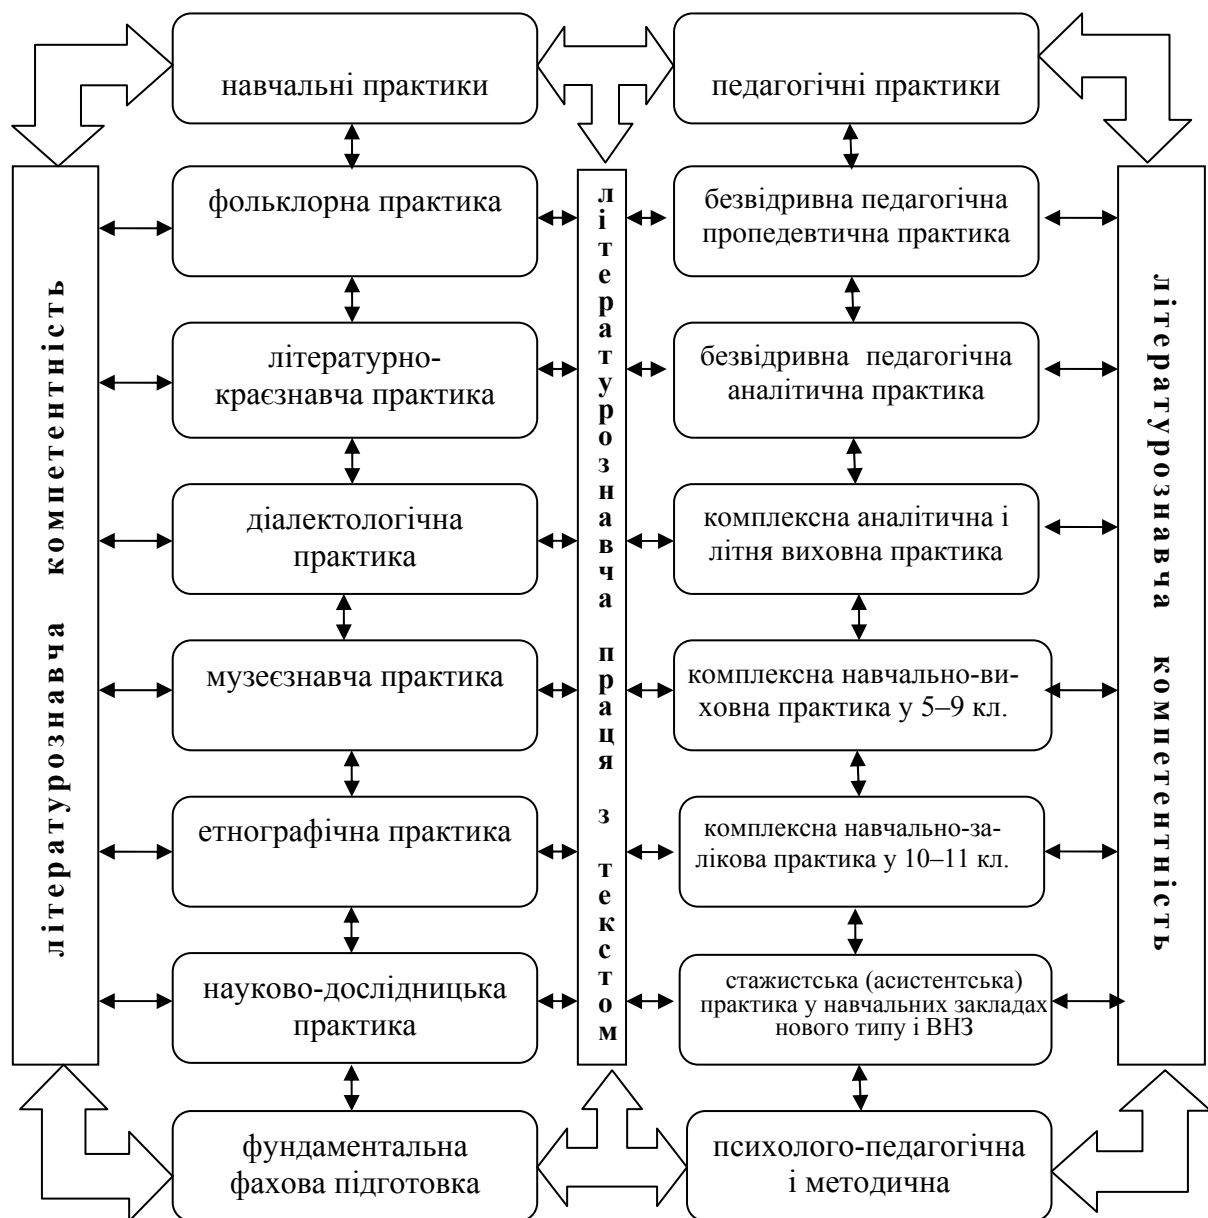 навчальні практики
педагогічні практики
літературознавча компетентність
фольклорна практика
літературно-
краєзнавча практика
діалектологічна
практика
музеєзнавча практика
етнографічна практика
науково-дослідницька
практика
фундаментальна
фахова підготовка
літературознавча праця з текстом
безвідривна педагогічна
пропедевтична практика
безвідривна педагогічна
аналітична практика
комплексна аналітична і
літня виховна практика
комплексна навчально-ви-
ховна практика у 5–9 кл.
комплексна навчально-за-
лікова практика у 10–11 кл.
стажистська (асистентська)
практика у навчальних закладах
нового типу і ВНЗ
психолого-педагогічна
і методична
літературознавча компетентність